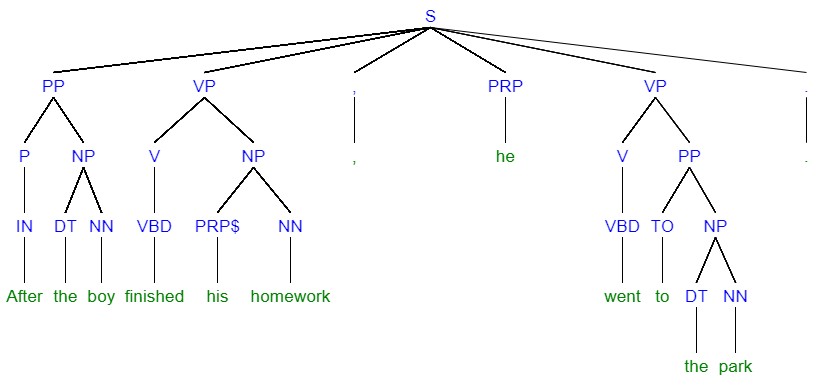 S
PP VP , PRP VP .
P NP V NP , he V PP .
IN DT NN VBD PRP$ NN VBD TO NP
After the boy finished his homework went to DT NN
the park